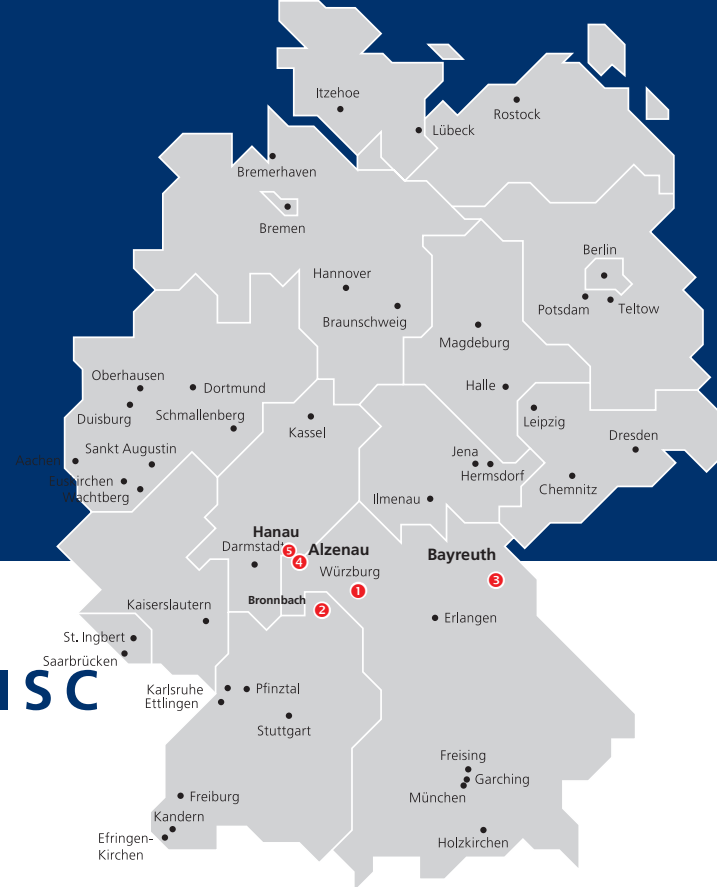 Itzehoe
Rostock
Lübeck
Bremerhaven
Bremen
Berlin
Hannover
Potsdam
Teltow
Braunschweig
Magdeburg
Oberhausen
Dortmund
Halle
Duisburg
Schmallenberg
Leipzig
Kassel
Dresden
Sankt Augustin
Aachen
Jena
Euskirchen
Hermsdorf
Wachtberg
Chemnitz
Ilmenau
Hanau
Darmstadt
5
Alzenau
4
Bayreuth
Würzburg
3
1
Bronnbach
2
Kaiserslautern
Erlangen
St. Ingbert
Saarbrücken
ISC
Karlsruhe
Pfinztal
Ettlingen
Stuttgart
Freising
Garching
München
Freiburg
Kandern
Efringen-
Kirchen
Holzkirchen